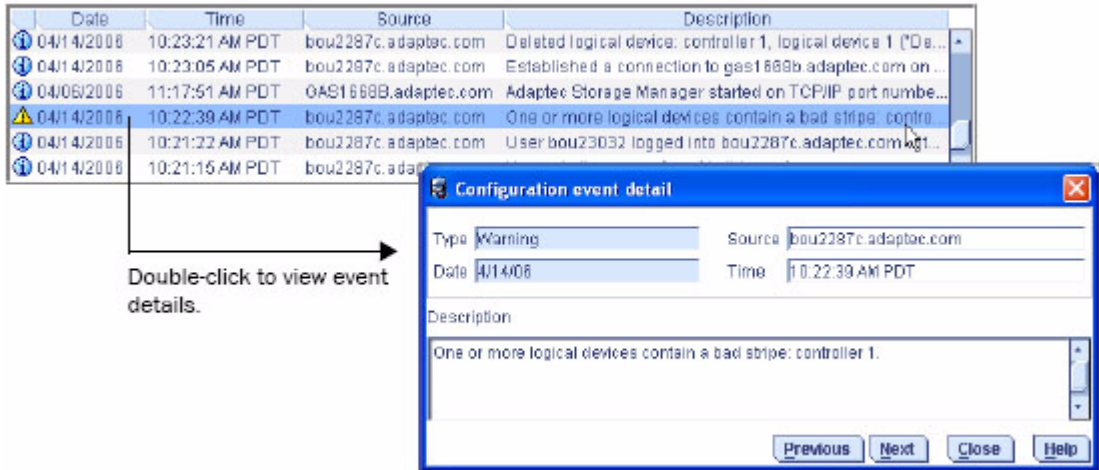 Date Time Source Description
04/14/2006 10:23:21 AM PDT bou2287c.adaptec.com Deleted logical device: controller 1, logical device 1 ("De...
04/14/2006 10:23:05 AM PDT bou2287c.adaptec.com Established a connection to gas1668b.adaptec.com on ...
04/06/2006 11:17:51 AM PDT GAS1668B.adaptec.com Adaptec Storage Manager started on TCP/IP port numbe...
04/14/2006 10:22:39 AM PDT bou2287c.adaptec.com One or more logical devices contain a bad stripe: contro...
04/14/2006 10:21:22 AM PDT bou2287c.adaptec.com User bou23032 logged into bou2287c.adaptec.com
04/14/2006 10:21:15 AM PDT
Configuration event detail
Type Warning Source bou2287c.adaptec.com
Date 4/14/06 Time 10:22:39 AM PDT
Double-click to view event
details.
Description
One or more logical devices contain a bad stripe: controller 1.
Previous Next Close Help